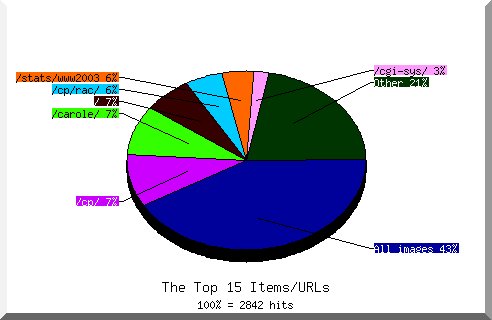 /cgi-sys/ 3%
/stats/www2003 6%
Other 21%
/cp/rac/ 6%
/ 7%
/carole/ 7%
/cp/ 7%
All images 43%
The Top 15 Items/URLs
100% = 2842 hits